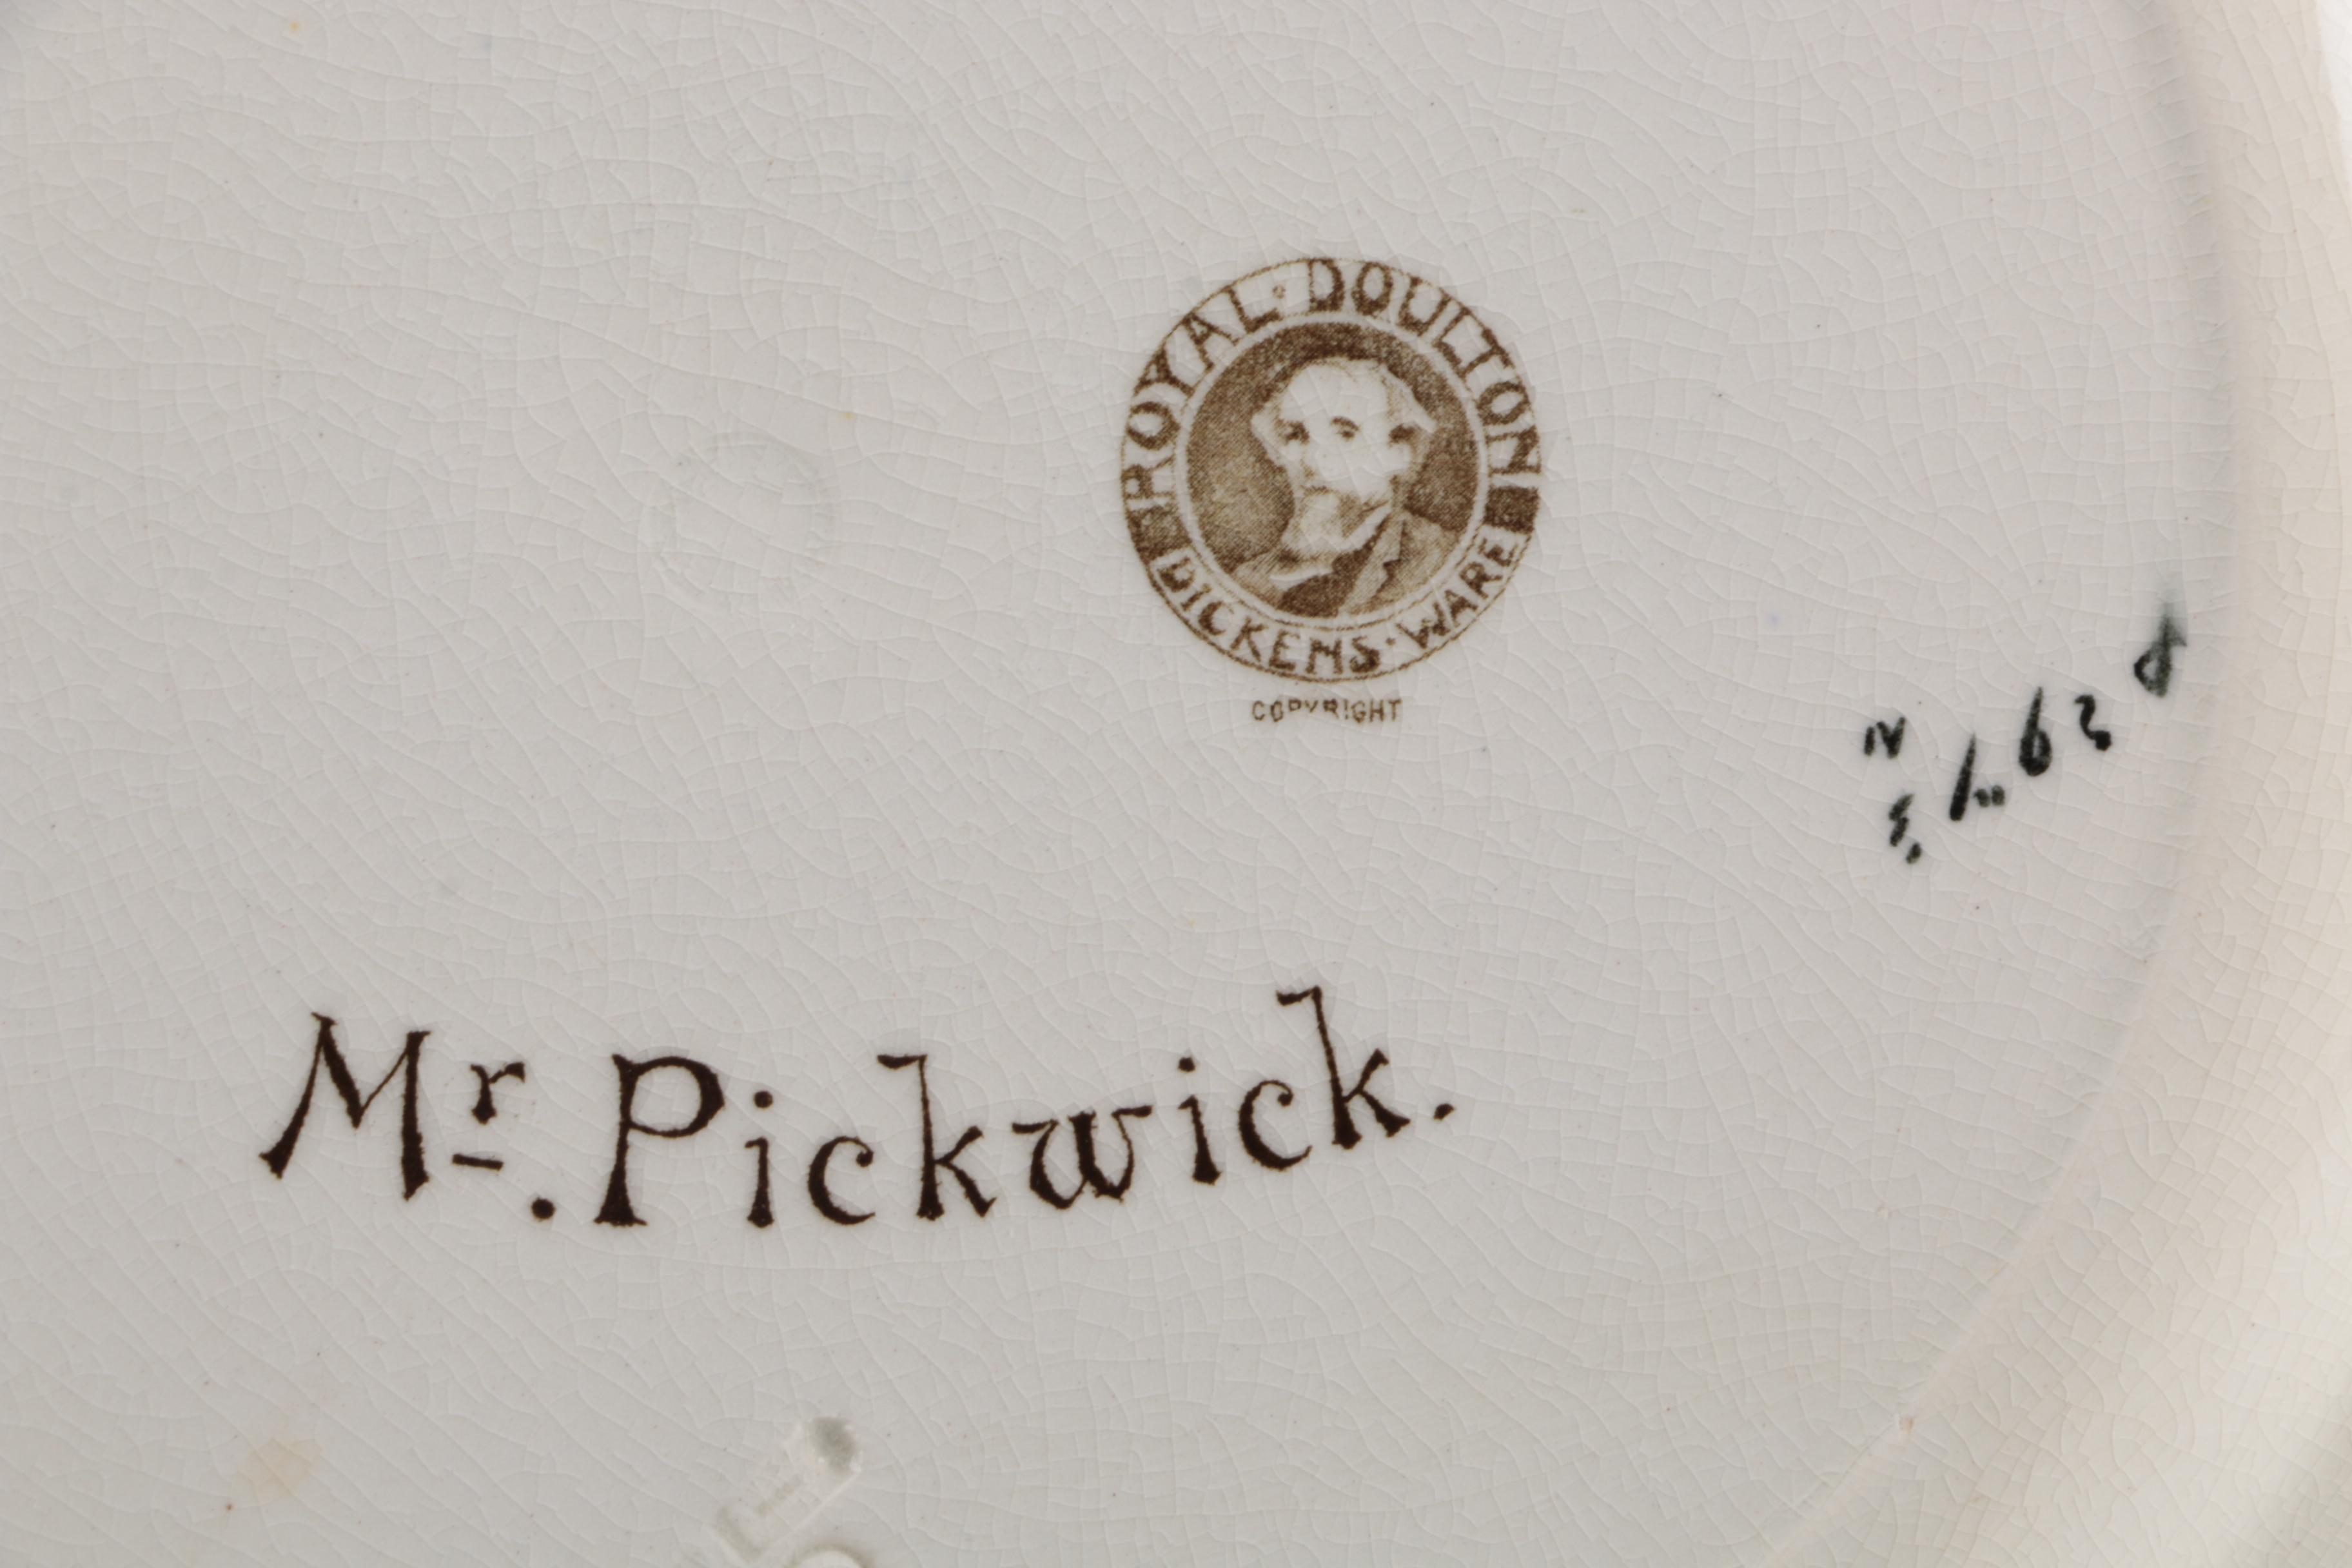 ROYAL · DOULTON
DICKENS · WARE
COPYRIGHT
Mr. Pickwick.